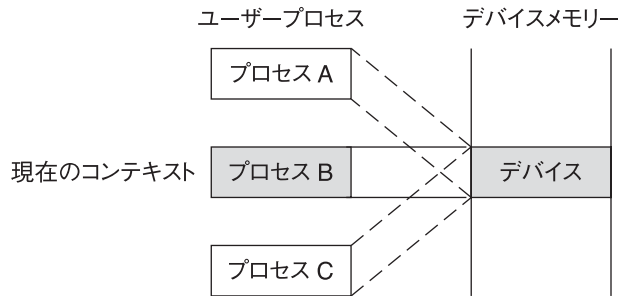 ユーザープロセス
デバイスメモリー
プロセス A
現在のコンテキスト
プロセス B
デバイス
プロセス C